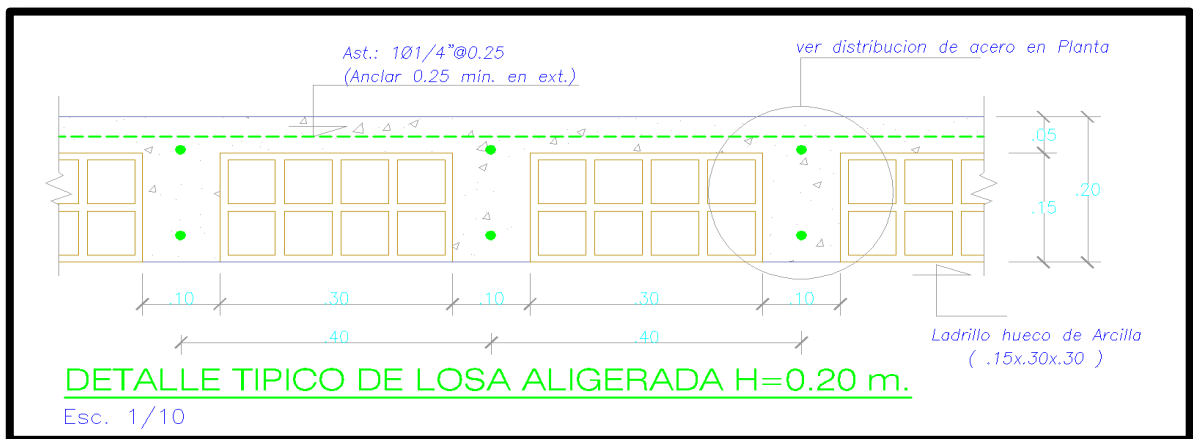 Ast.: 1Ø1/4"@0.25
(Anclar 0.25 min. en ext.)
ver distribucion de acero en Planta
.05
.15
.20
.10
.30
.10
.30
.10
.40
.40
Ladrillo hueco de Arcilla
( .15x.30x.30 )
DETALLE TIPICO DE LOSA ALIGERADA H=0.20 m.
Esc. 1/10